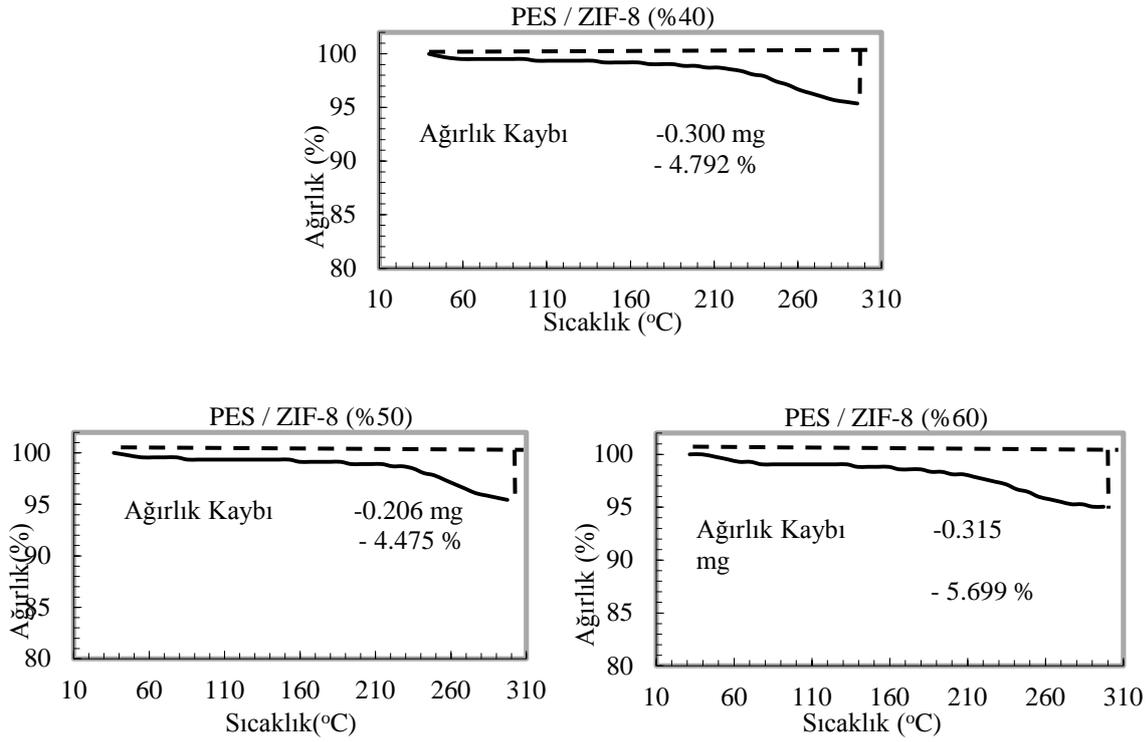 PES / ZIF-8 (%40)
Ağırlık (%)
100
95
90
85
80
Ağırlık Kaybı -0.300 mg
- 4.792 %
10 60 110 160 210 260 310
Sıcaklık (°C)
PES / ZIF-8 (%50)
Ağırlık(%)
100
95
90
85
80
Ağırlık Kaybı -0.206 mg
- 4.475 %
10 60 110 160 210 260 310
Sıcaklık(°C)
PES / ZIF-8 (%60)
Ağırlık (%)
100
95
90
85
80
Ağırlık Kaybı -0.315
mg
- 5.699 %
10 60 110 160 210 260 310
Sıcaklık (°C)